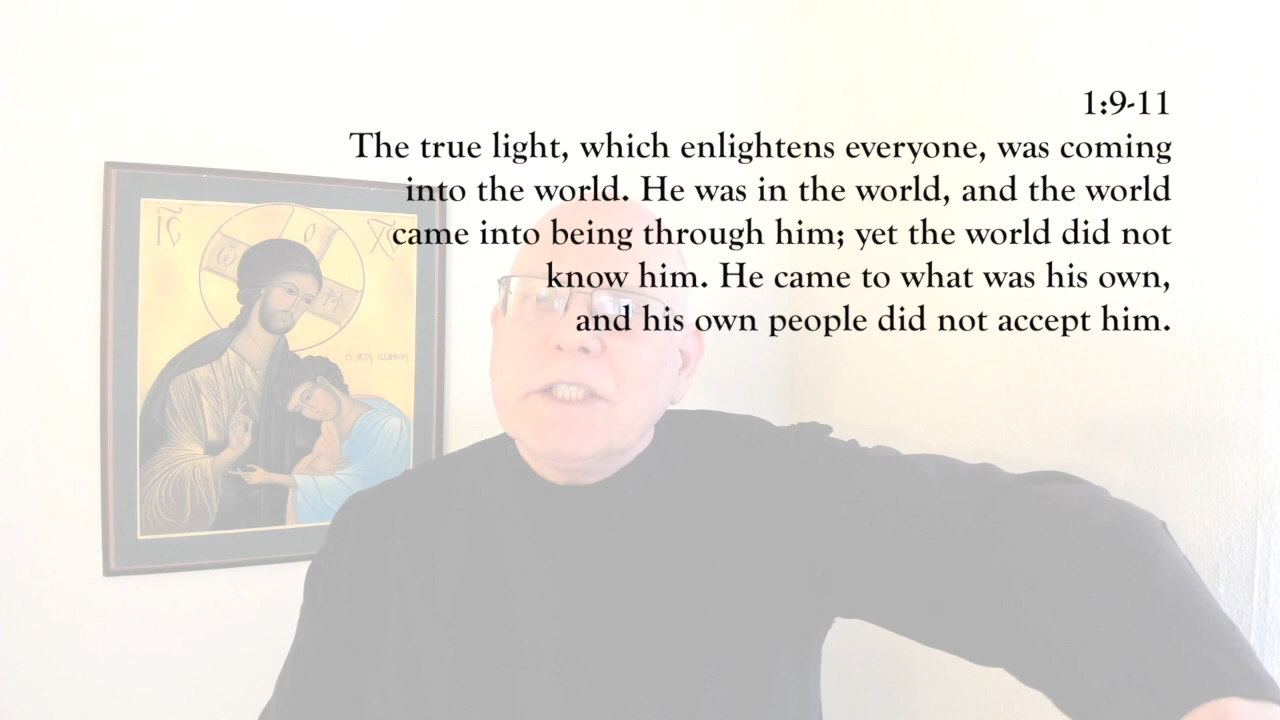 1:9-11
The true light, which enlightens everyone, was coming
into the world. He was in the world, and the world
came into being through him; yet the world did not
know him. He came to what was his own,
and his own people did not accept him.
IC
XC
ω
ο